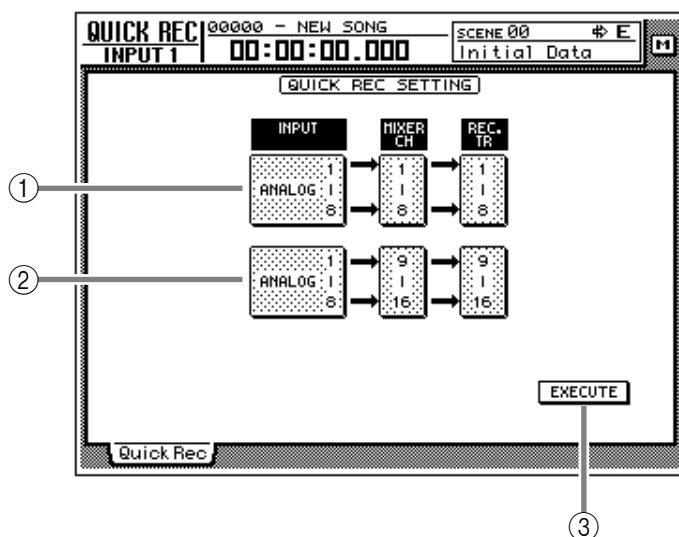 QUICK REC 00000 - NEW SONG SCENE 00 E M
INPUT 1 00:00:00.000 Initial Data
QUICK REC SETTING
INPUT MIXER CH REC. TR
① ANALOG 1 | 8 1 | 8 1 | 8
② ANALOG 1 | 8 9 | 16 9 | 16
EXECUTE
Quick Rec
③